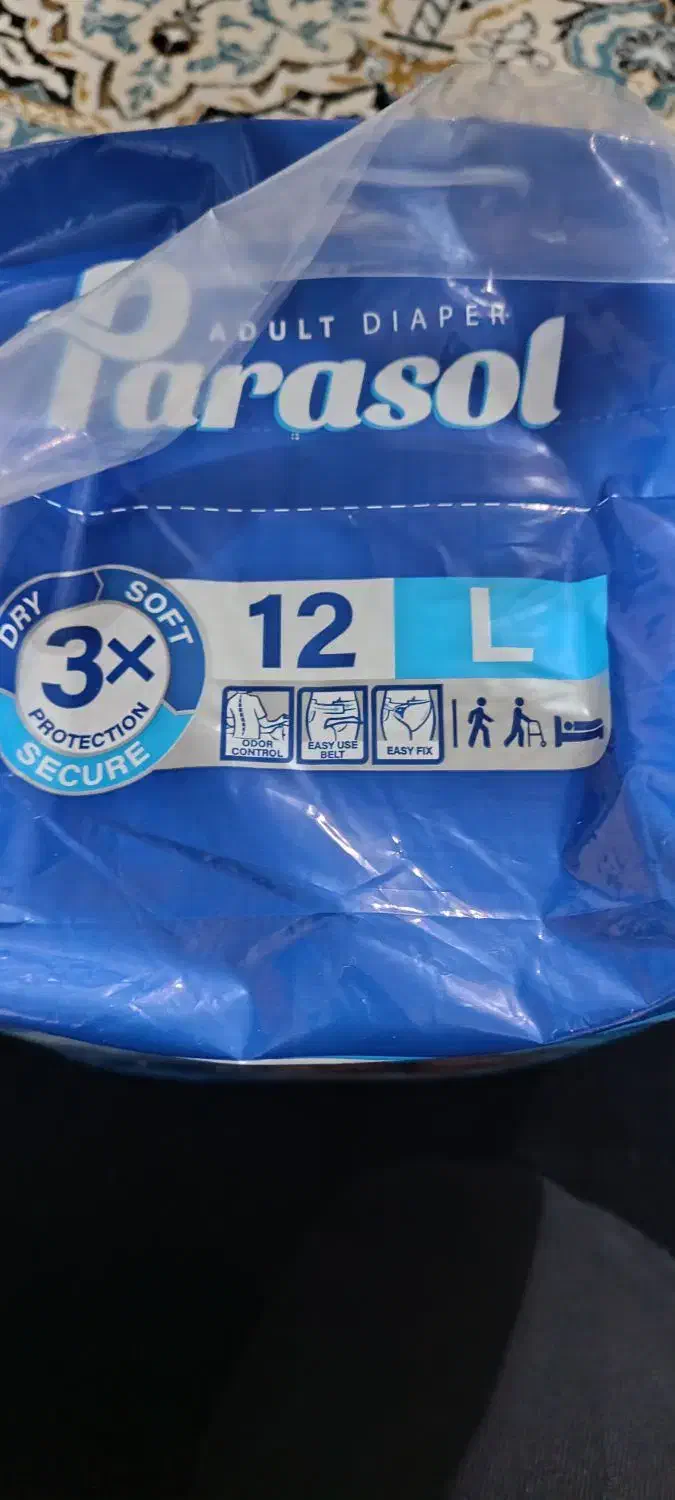 ADULT DIAPER
Parasol
DRY
SOFT
3×
PROTECTION
SECURE
12
L
ODOR
CONTROL
EASY USE
BELT
EASY FIX